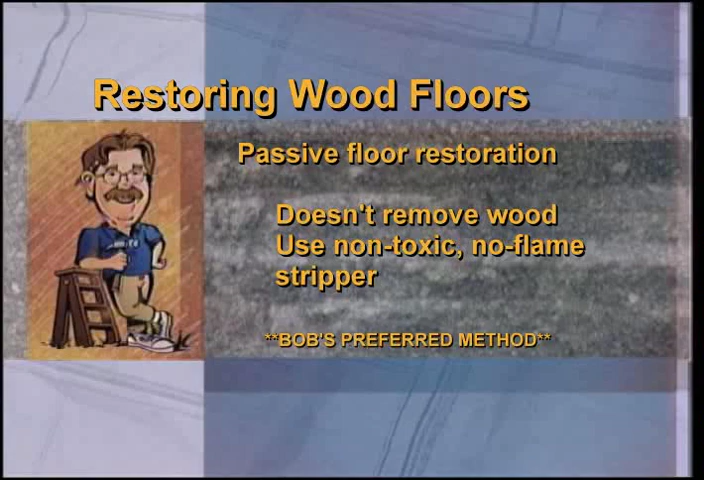 Restoring Wood Floors
Passive floor restoration
Doesn't remove wood
Use non-toxic, no-flame
stripper
**BOB'S PREFERRED METHOD**